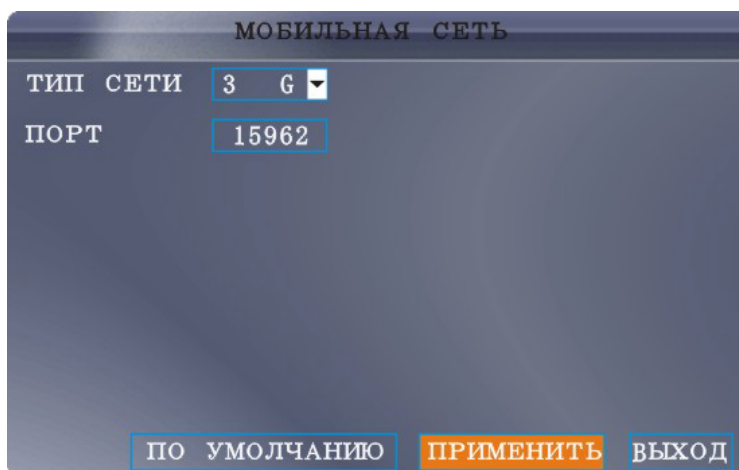 МОБИЛЬНАЯ СЕТЬ
ТИП СЕТИ 3 G
ПОРТ 15962
ПО УМОЛЧАНИЮ ПРИМЕНИТЬ ВЫХОД